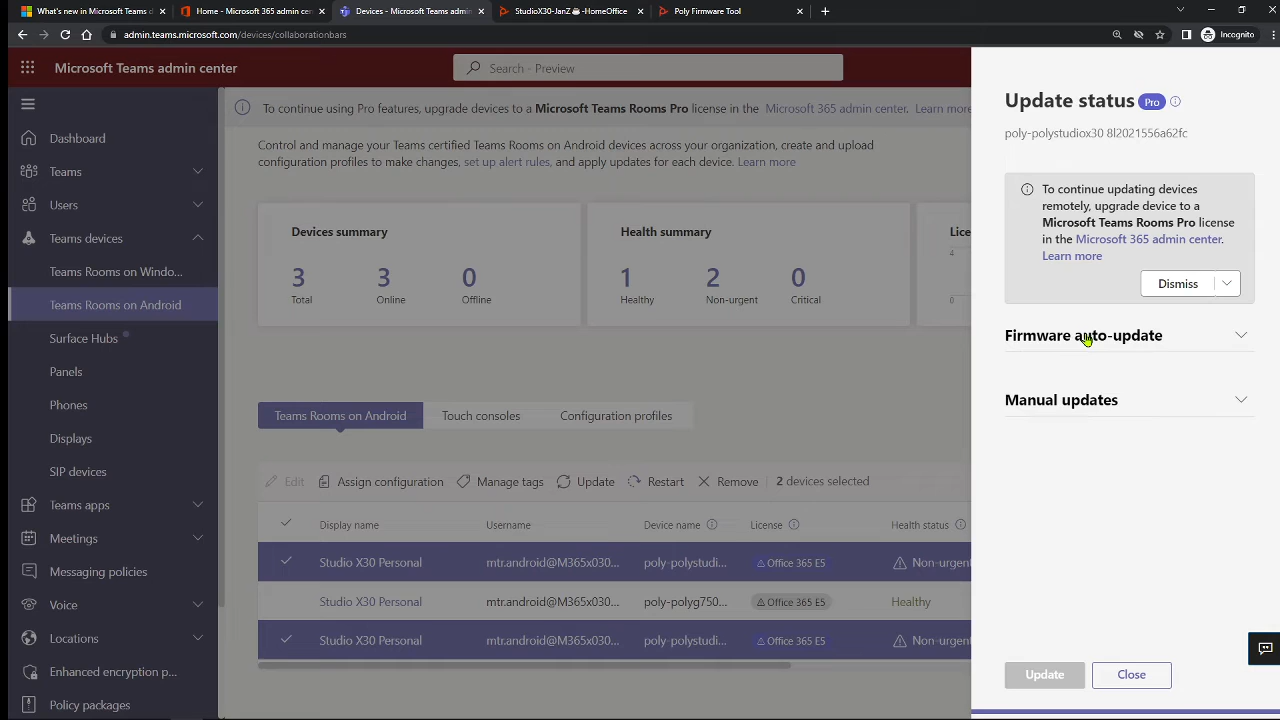 What's new in Microsoft Teams d
Home - Microsoft 365 admin cen
Devices - Microsoft Teams admin
StudioX30-JanZ -HomeOffice
Poly Firmware Tool
admin.teams.microsoft.com/devices/collaborationbars
Incognito
Microsoft Teams admin center
Search - Preview
Dashboard
Teams
Users
Teams devices
Teams Rooms on Windo...
Teams Rooms on Android
Surface Hubs
Panels
Phones
Displays
SIP devices
Teams apps
Meetings
Messaging policies
Voice
Locations
Enhanced encryption p...
Policy packages
To continue using Pro features, upgrade devices to a Microsoft Teams Rooms Pro license in the Microsoft 365 admin center. Learn more
Control and manage your Teams certified Teams Rooms on Android devices across your organization, create and upload
configuration profiles to make changes, set up alert rules, and apply updates for each device. Learn more
Devices summary
3 3 0
Total Online Offline
Health summary
1 2 0
Healthy Non-urgent Critical
Lice
4
0
Teams Rooms on Android Touch consoles Configuration profiles
Edit Assign configuration Manage tags Update Restart Remove 2 devices selected
Display name Username Device name License Health status
Studio X30 Personal mtr.android@M365x030... poly-polystudi... Office 365 E5 Non-urgent
Studio X30 Personal mtr.android@M365x030... poly-polyg750... Office 365 E5 Healthy
Studio X30 Personal mtr.android@M365x030... poly-polystudi... Office 365 E5 Non-urgent
Update status Pro
poly-polystudiox30 8l2021556a62fc
To continue updating devices
remotely, upgrade device to a
Microsoft Teams Rooms Pro license
in the Microsoft 365 admin center.
Learn more
Dismiss
Firmware auto-update
Manual updates
Update Close